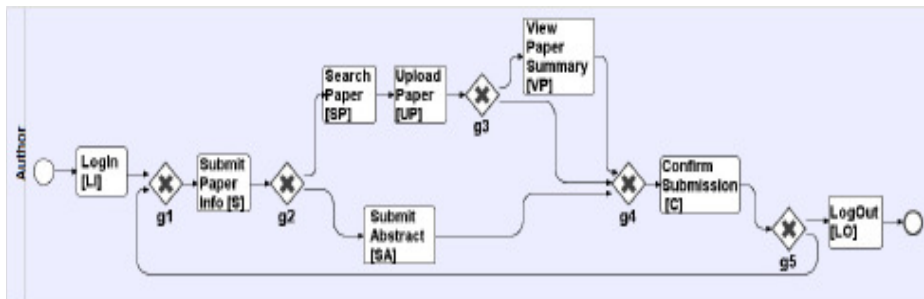 Author
LogIn
[LI]
g1
Submit
Paper
Info [S]
g2
Search
Paper
[SP]
Upload
Paper
[UP]
g3
View
Paper
Summary
[VP]
Submit
Abstract
[SA]
g4
Confirm
Submission
[C]
g5
LogOut
[LO]